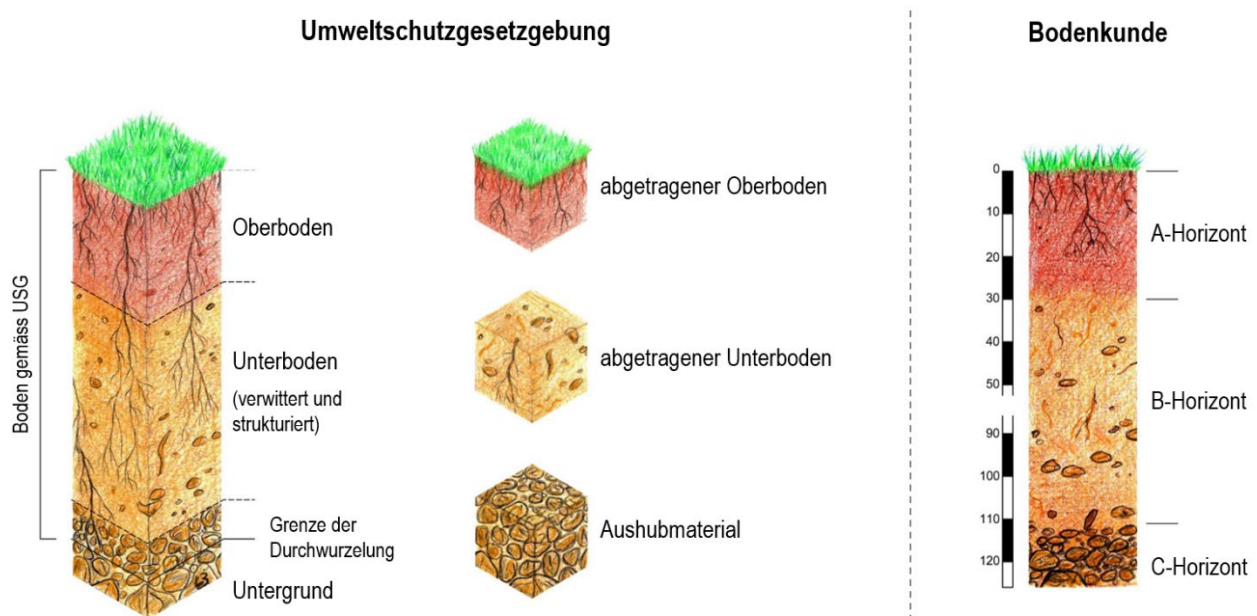 Umweltschutzgesetzgebung
Boden gemäss USG
Oberboden
Unterboden
(verwittert und
strukturiert)
Grenze der
Durchwurzelung
Untergrund
abgetragener Oberboden
abgetragener Unterboden
Aushubmaterial
Bodenkunde
0
10
20
30
40
50
90
100
110
120
A-Horizont
B-Horizont
C-Horizont